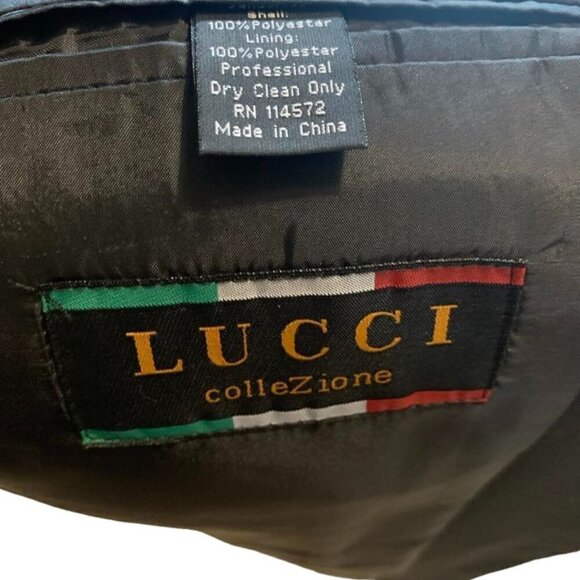 Shell:
100%Polyester
Lining:
100%Polyester
Professional
Dry Clean Only
RN 114572
Made in China
LUCCI
colleZione